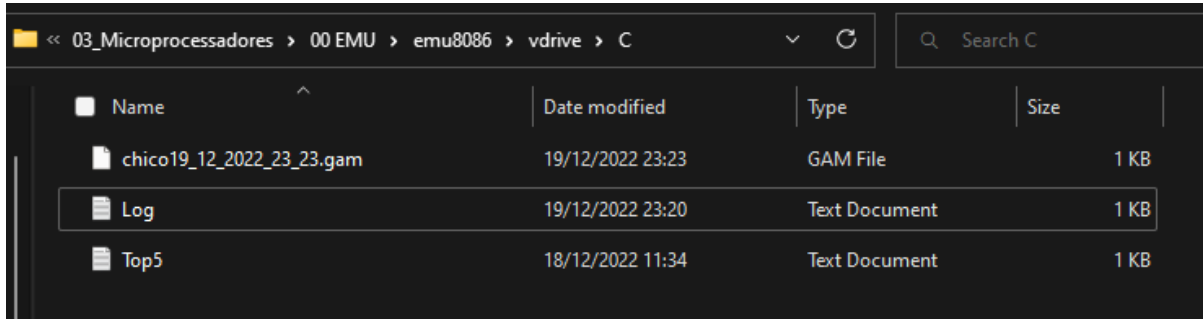 « 03_Microprocessadores > 00 EMU > emu8086 > vdrive > C Search C
Name Date modified Type Size
chico19_12_2022_23_23.gam 19/12/2022 23:23 GAM File 1 KB
Log 19/12/2022 23:20 Text Document 1 KB
Top5 18/12/2022 11:34 Text Document 1 KB